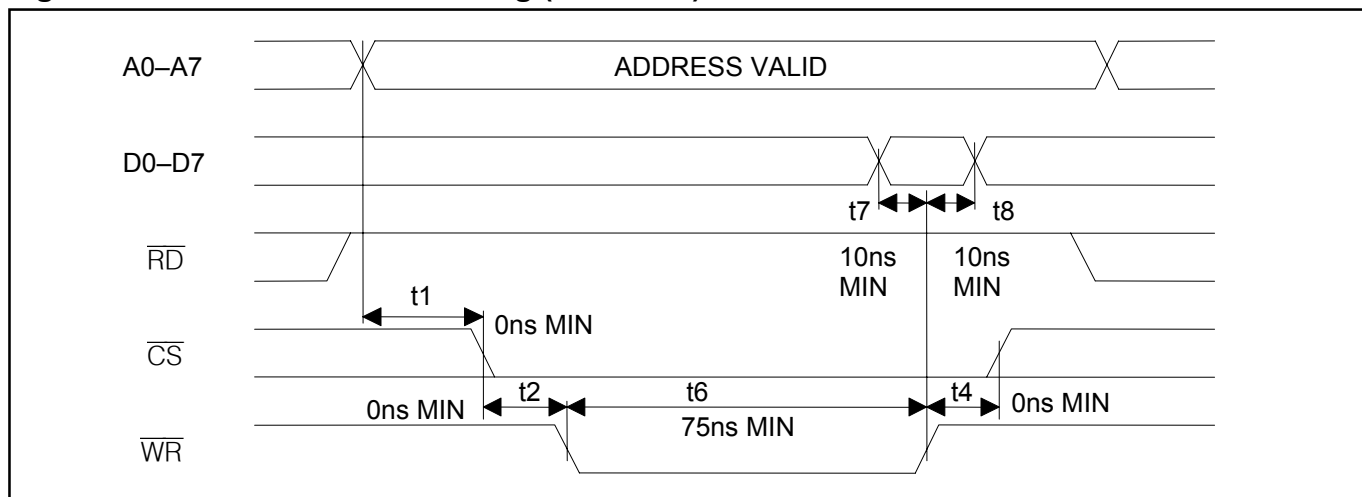 A0–A7
ADDRESS VALID
D0–D7
t7
t8
RD
10ns
MIN
10ns
MIN
t1
0ns MIN
CS
t2
t6
t4
0ns MIN
75ns MIN
0ns MIN
WR